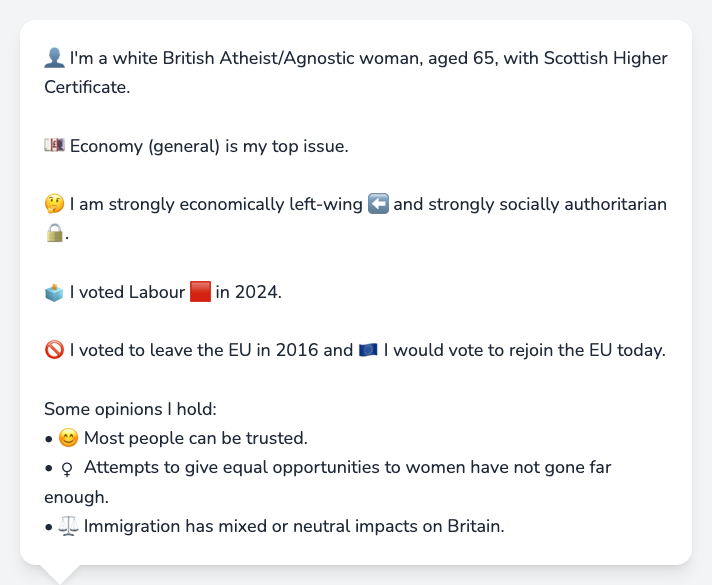 👤 I'm a white British Atheist/Agnostic woman, aged 65, with Scottish Higher
Certificate.
💷 Economy (general) is my top issue.
🤔 I am strongly economically left-wing ⬅️ and strongly socially authoritarian
🔒.
🗳️ I voted Labour 🟥 in 2024.
🚫 I voted to leave the EU in 2016 and 🇪🇺 I would vote to rejoin the EU today.
Some opinions I hold:
• 😊 Most people can be trusted.
• ♀ Attempts to give equal opportunities to women have not gone far
enough.
• ⚖️ Immigration has mixed or neutral impacts on Britain.